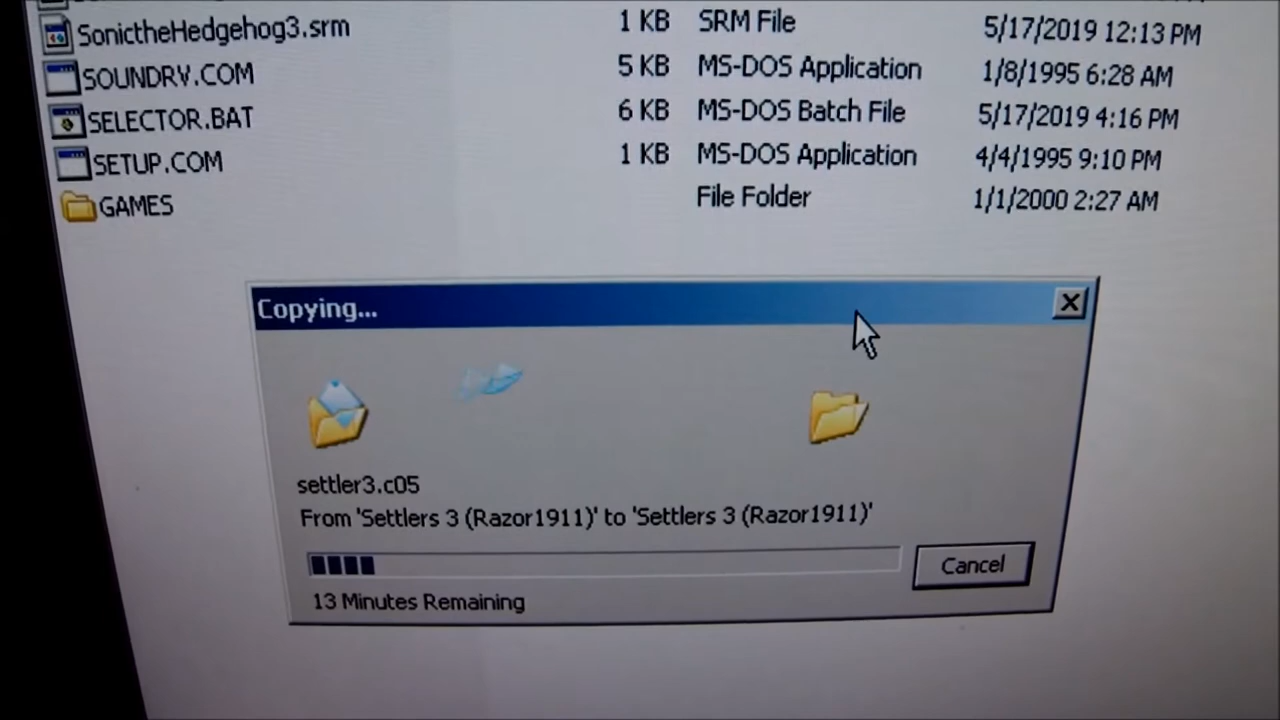 SonictheHedgehog3.srm 1 KB SRM File 5/17/2019 12:13 PM
SOUNDRV.COM 5 KB MS-DOS Application 1/8/1995 6:28 AM
SELECTOR.BAT 6 KB MS-DOS Batch File 5/17/2019 4:16 PM
SETUP.COM 1 KB MS-DOS Application 4/4/1995 9:10 PM
GAMES File Folder 1/1/2000 2:27 AM
Copying...
settler3.c05
From 'Settlers 3 (Razor1911)' to 'Settlers 3 (Razor1911)'
Cancel
13 Minutes Remaining